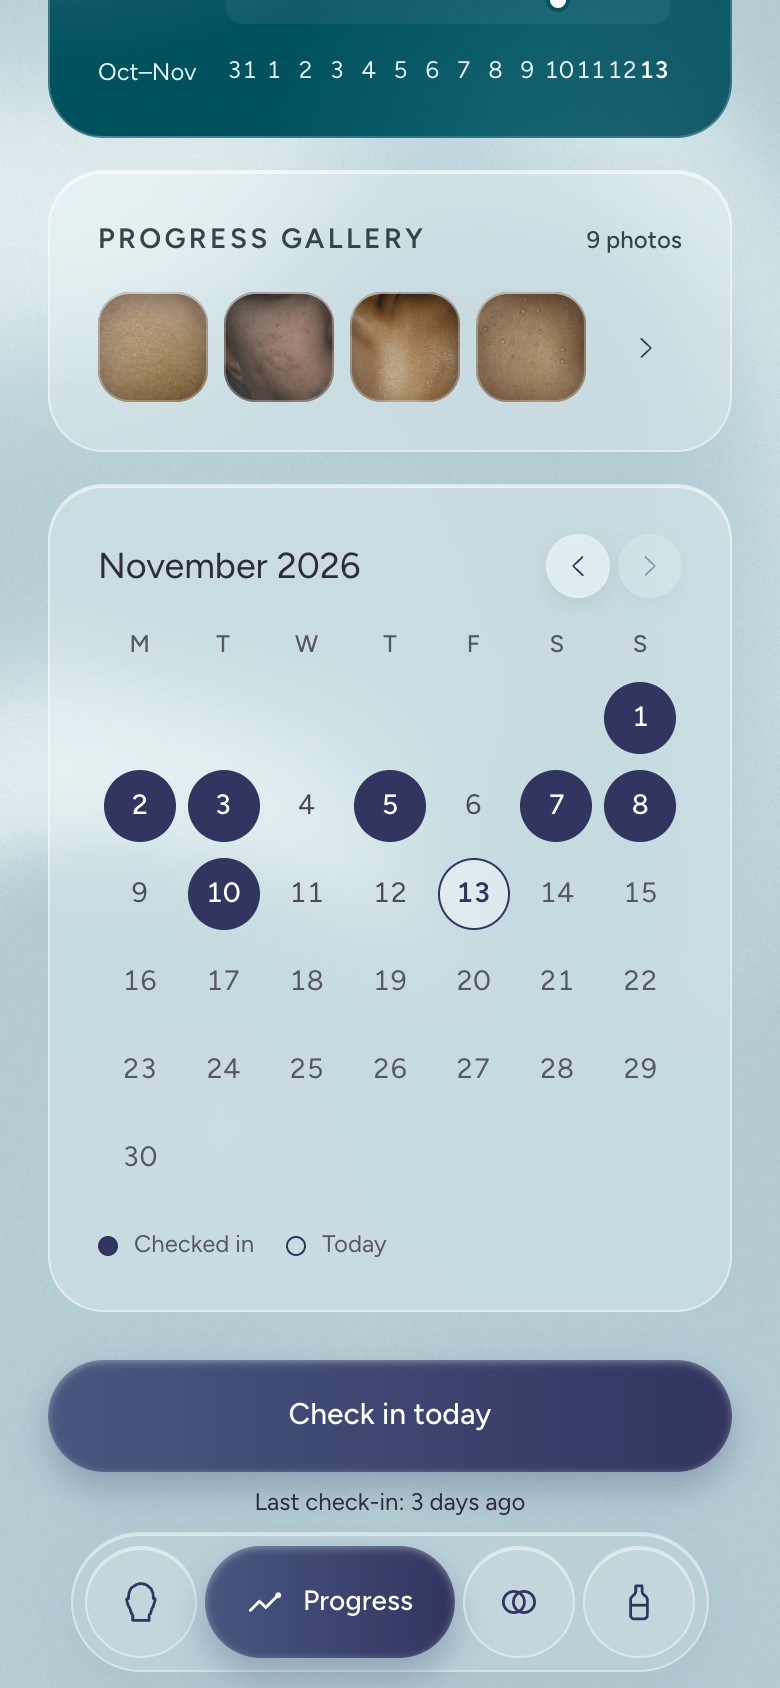 Oct–Nov 31 1 2 3 4 5 6 7 8 9 10 11 12 13
PROGRESS GALLERY 9 photos
November 2026
M T W T F S S
1
2 3 4 5 6 7 8
9 10 11 12 13 14 15
16 17 18 19 20 21 22
23 24 25 26 27 28 29
30
Checked in Today
Check in today
Last check-in: 3 days ago
Progress